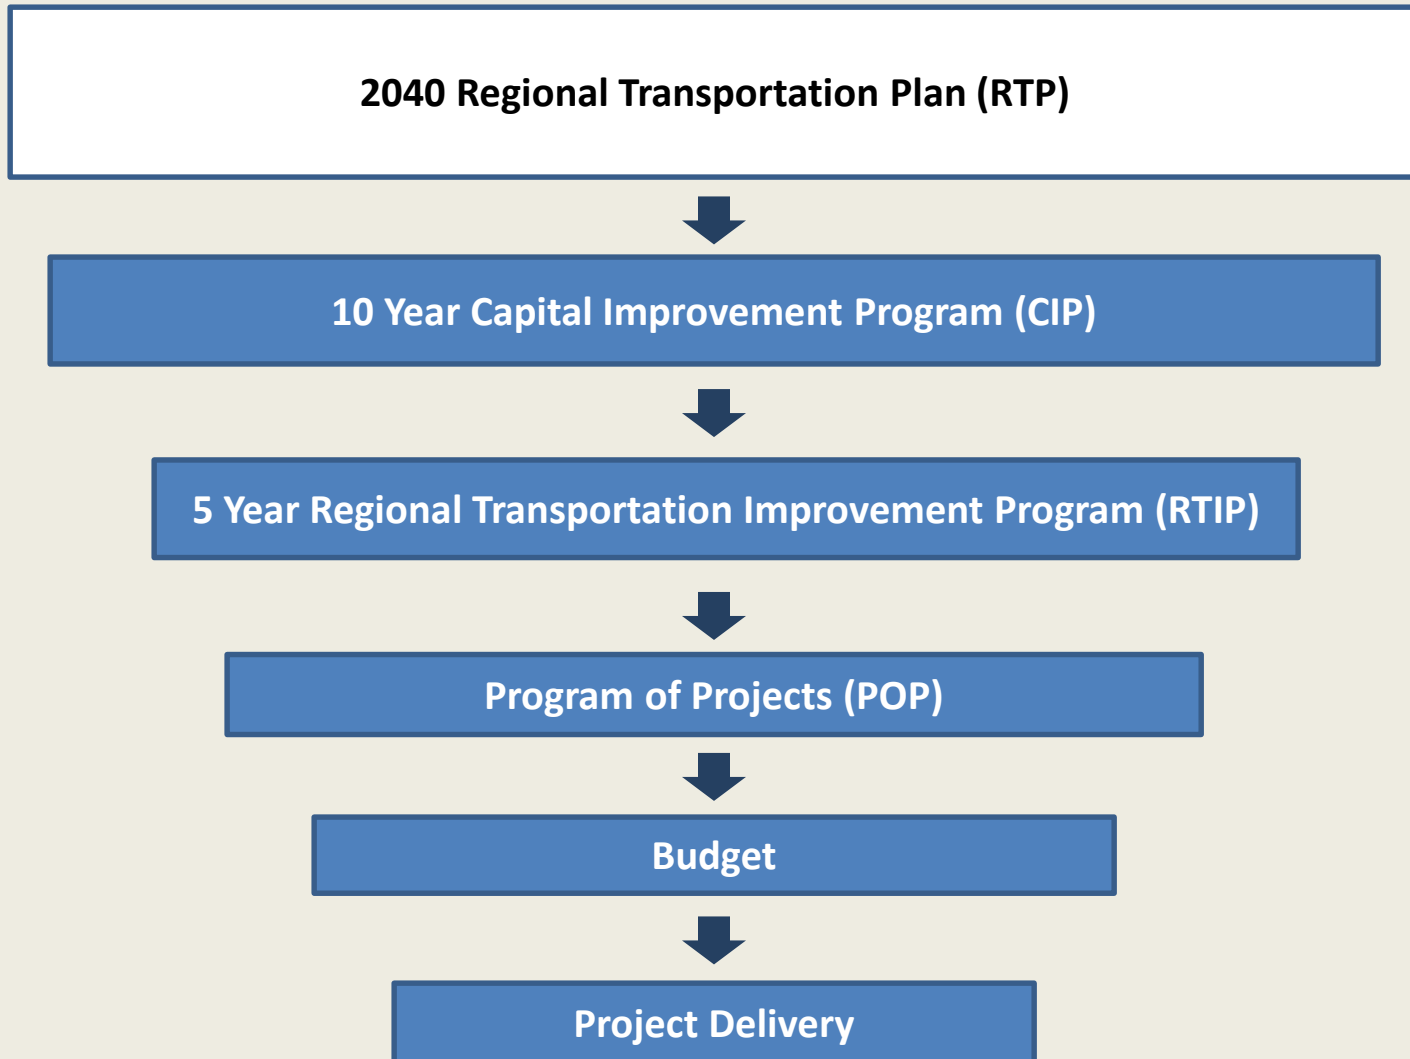 2040 Regional Transportation Plan (RTP)
10 Year Capital Improvement Program (CIP)
5 Year Regional Transportation Improvement Program (RTIP)
Program of Projects (POP)
Budget
Project Delivery